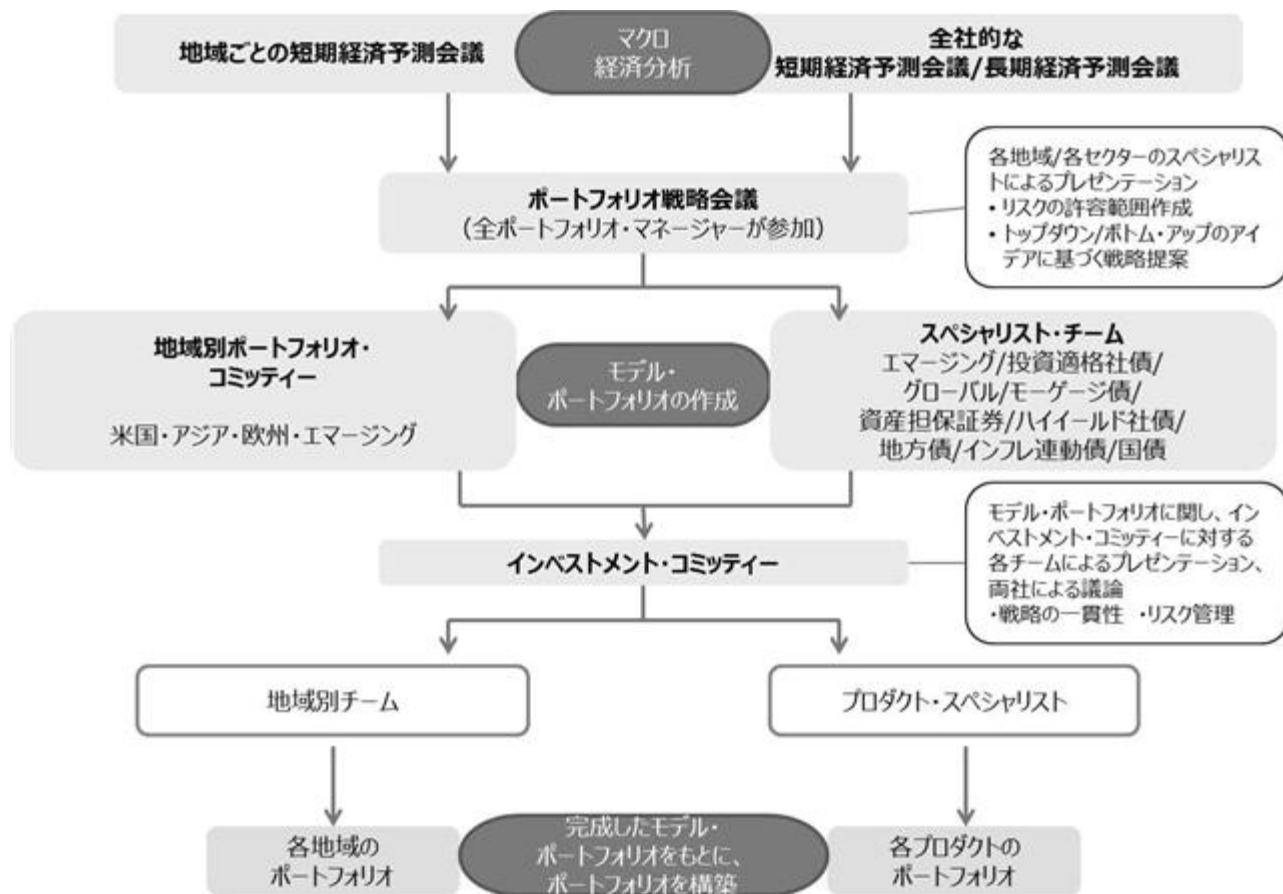 地域ごとの短期経済予測会議
マクロ
経済分析
全社的な
短期経済予測会議/長期経済予測会議
各地域/各セクターのスペシャリス
トによるプレゼンテーション
・リスクの許容範囲作成
・トップダウン/ボトム・アップのアイ
デアに基づく戦略提案
ポートフォリオ戦略会議
（全ポートフォリオ・マネージャーが参加）
地域別ポートフォリオ・
コミッティー
米国・アジア・欧州・エマージング
モデル・
ポートフォリオの作成
スペシャリスト・チーム
エマージング/投資適格社債/
グローバル/モーゲージ債/
資産担保証券/ハイイールド社債/
地方債/インフレ連動債/国債
インベストメント・コミッティー
モデル・ポートフォリオに関し、イン
ベストメント・コミッティーに対する
各チームによるプレゼンテーション、
両社による議論
・戦略の一貫性 ・リスク管理
地域別チーム
プロダクト・スペシャリスト
各地域の
ポートフォリオ
完成したモデル・
ポートフォリオをもとに、
ポートフォリオを構築
各プロダクトの
ポートフォリオ